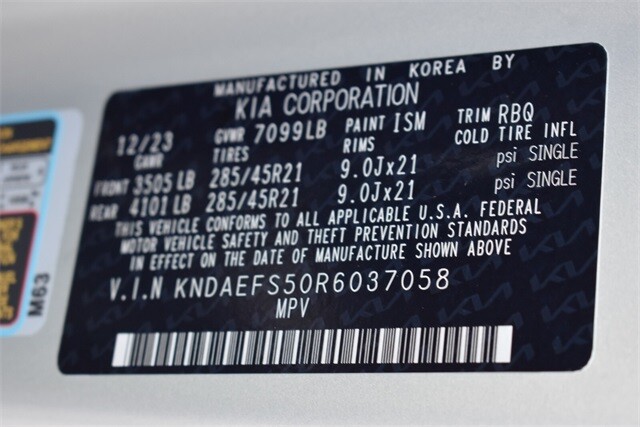 MANUFACTURED IN KOREA BY
KIA CORPORATION
12/23 GVWR 7099LB PAINT ISM TRIM RBQ
GAWR TIRES RIMS COLD TIRE INFL
FRONT 3505 LB 285/45R21 9.0Jx21 psi SINGLE
REAR 4101 LB 285/45R21 9.0Jx21 psi SINGLE
THIS VEHICLE CONFORMS TO ALL APPLICABLE U.S.A. FEDERAL
MOTOR VEHICLE SAFETY AND THEFT PREVENTION STANDARDS
IN EFFECT ON THE DATE OF MANUFACTURE SHOWN ABOVE
V.I.N KNDAEFS50R6037058
MPV
M63